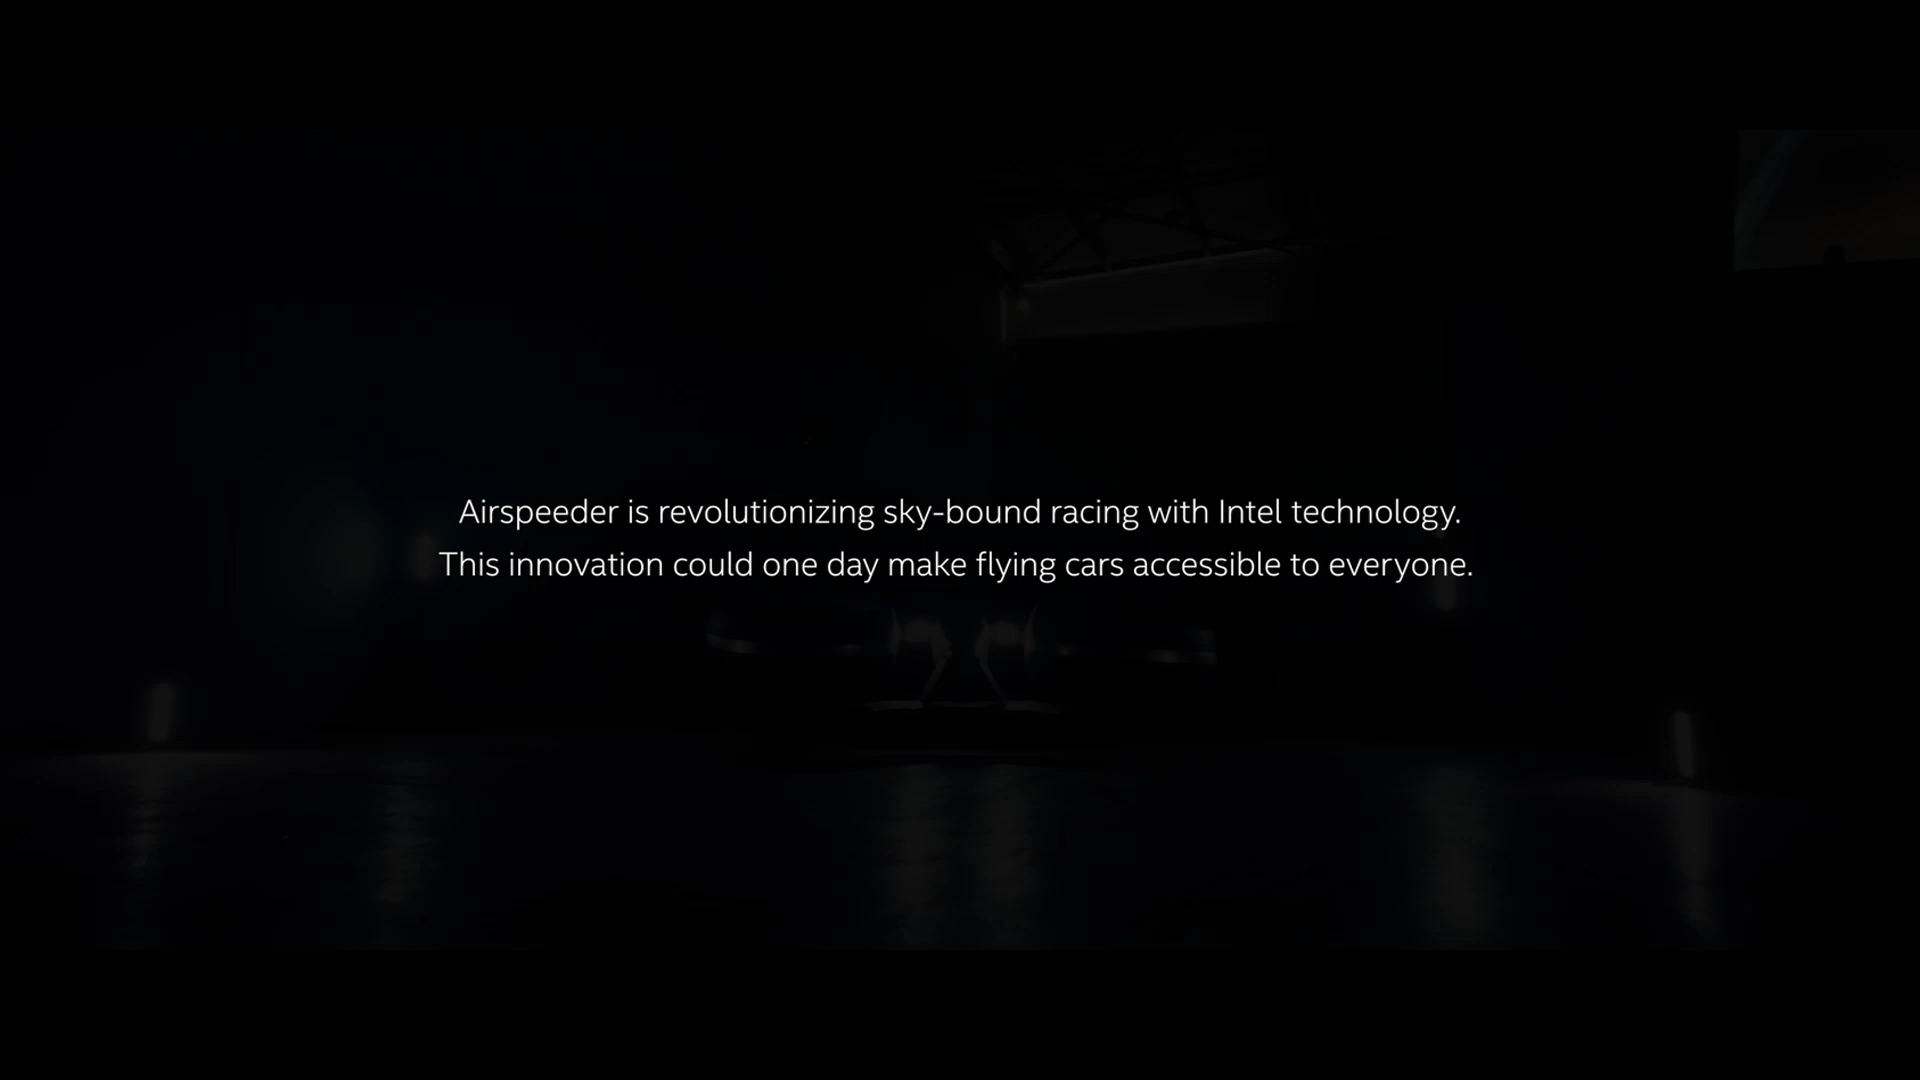 Airspeeder is revolutionizing sky-bound racing with Intel technology.
This innovation could one day make flying cars accessible to everyone.